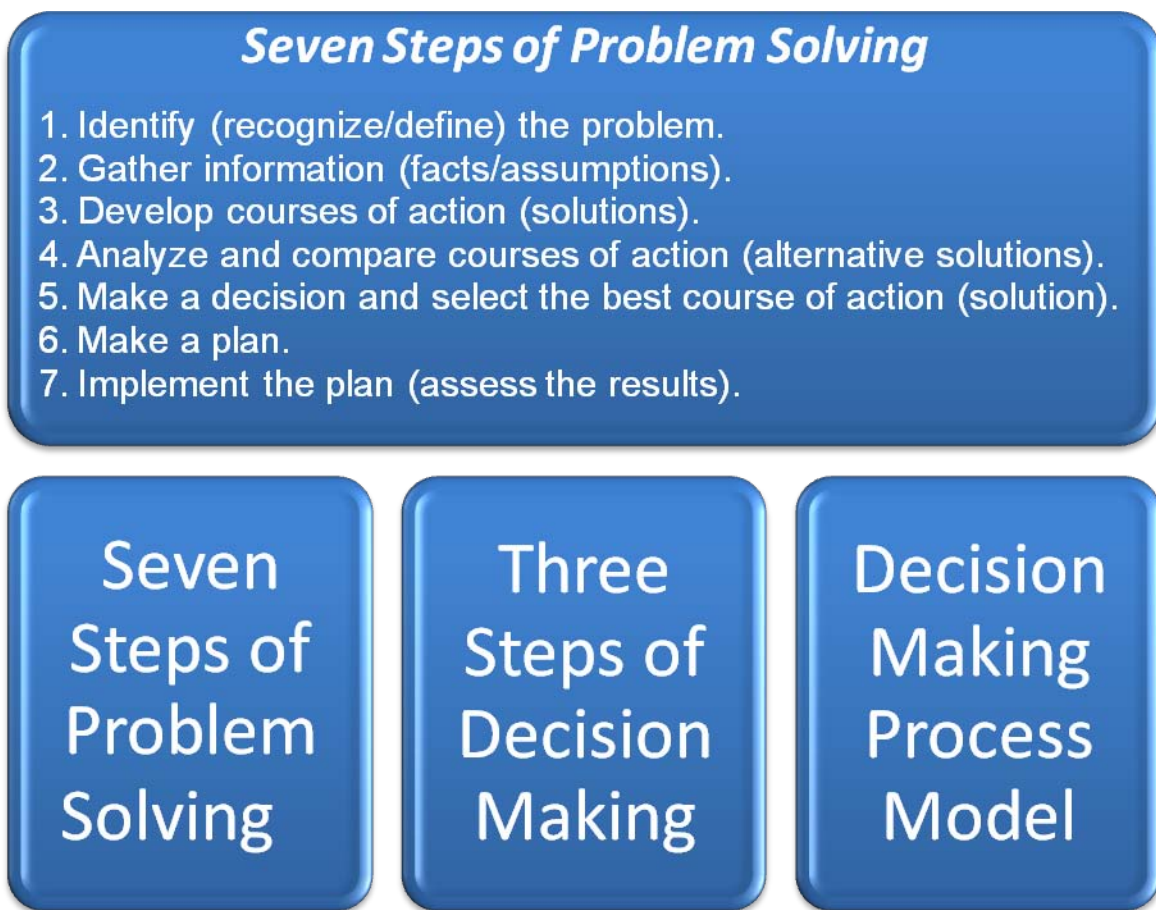 Seven Steps of Problem Solving
1. Identify (recognize/define) the problem.
2. Gather information (facts/assumptions).
3. Develop courses of action (solutions).
4. Analyze and compare courses of action (alternative solutions).
5. Make a decision and select the best course of action (solution).
6. Make a plan.
7. Implement the plan (assess the results).
Seven
Steps of
Problem
Solving
Three
Steps of
Decision
Making
Decision
Making
Process
Model